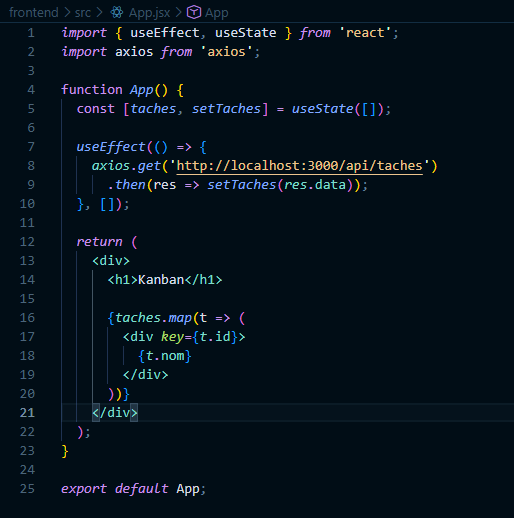 frontend > src > App.jsx > App
1 import { useEffect, useState } from 'react';
2 import axios from 'axios';
3
4 function App() {
5   const [taches, setTaches] = useState([]);
6
7   useEffect(() => {
8     axios.get('http://localhost:3000/api/taches')
9       .then(res => setTaches(res.data));
10   }, []);
11
12   return (
13     <div>
14       <h1>Kanban</h1>
15
16       {taches.map(t => (
17         <div key={t.id}>
18           {t.nom}
19         </div>
20       ))}
21     </div>
22   );
23 }
24
25 export default App;